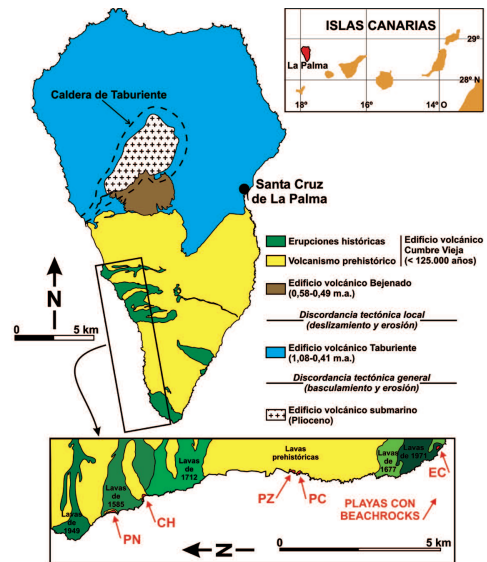 ISLAS CANARIAS
29º
28º N
La Palma
18º
16º
14º O
Caldera de Taburiente
Santa Cruz
de La Palma
Erupciones históricas
Volcanismo prehistórico
Edificio volcánico
Cumbre Vieja
(< 125.000 años)
Edificio volcánico Bejenado
(0,58-0,49 m.a.)
Discordancia tectónica local
(deslizamiento y erosión)
Edificio volcánico Taburiente
(1,08-0,41 m.a.)
Discordancia tectónica general
(basculamiento y erosión)
Edificio volcánico submarino
(Plioceno)
N
0 5 km
Lavas
de 1949
Lavas
de 1585
Lavas
de 1712
Lavas
prehistóricas
Lavas
de 1677
Lavas
de 1971
PN
CH
PZ
PC
EC
PLAYAS CON
BEACHROCKS
N
0 5 km